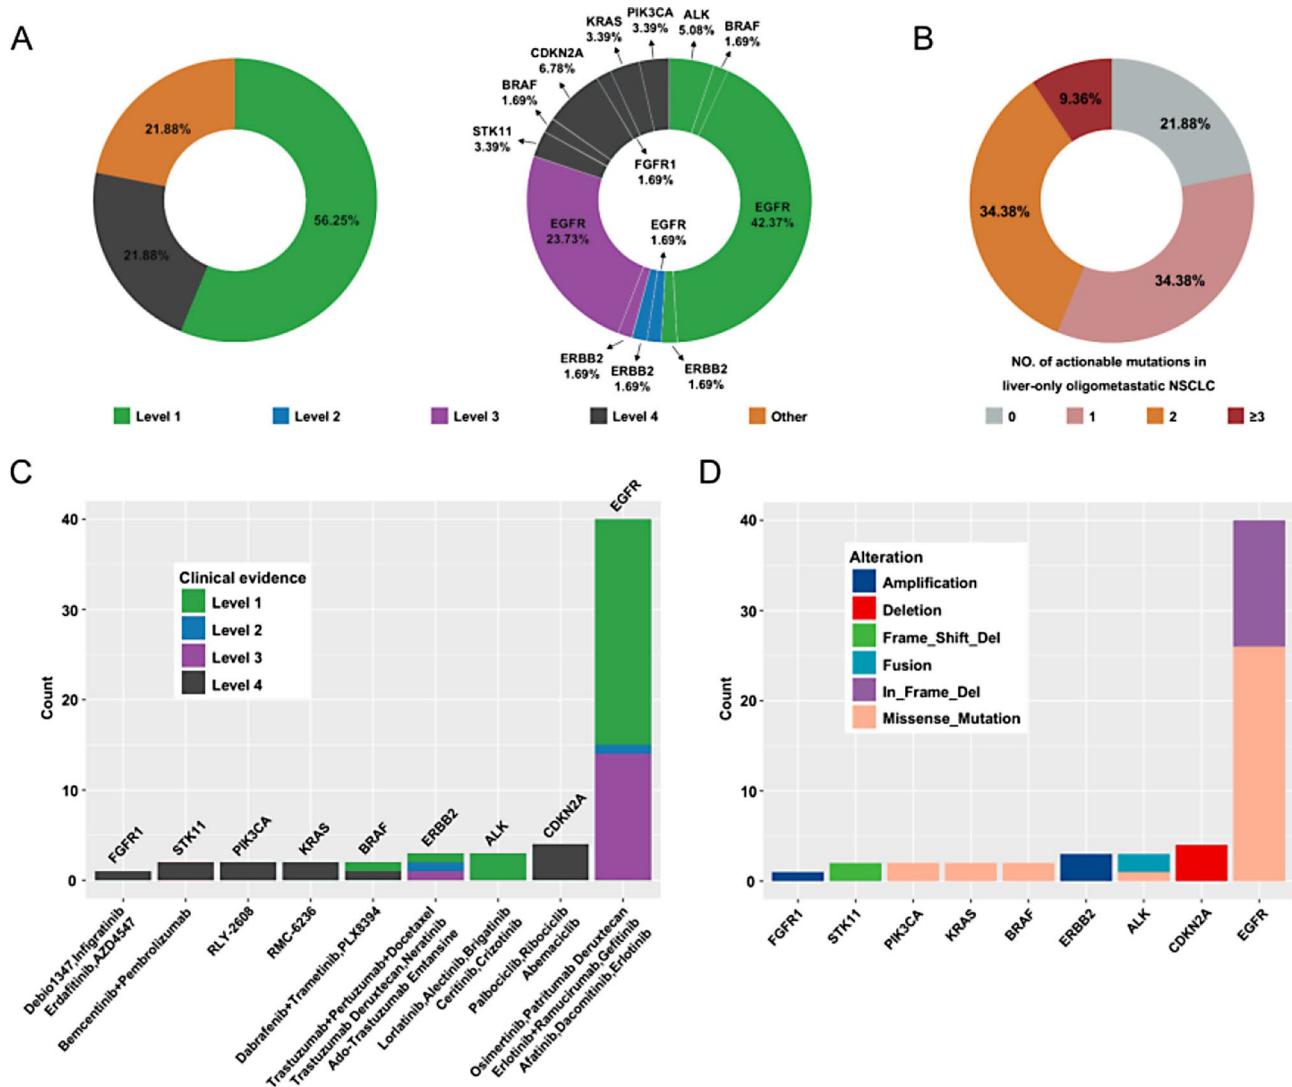 A
21.88%
56.25%
21.88%
PIK3CA
3.39%
ALK
5.08%
KRAS
3.39%
BRAF
1.69%
CDKN2A
6.78%
BRAF
1.69%
STK11
3.39%
FGFR1
1.69%
EGFR
42.37%
EGFR
23.73%
EGFR
1.69%
ERBB2
1.69%
ERBB2
1.69%
ERBB2
1.69%
Level 1
Level 2
Level 3
Level 4
Other
B
9.36%
21.88%
34.38%
34.38%
NO. of actionable mutations in
liver-only oligometastatic NSCLC
0
1
2
≥3
C
Count
40
30
20
10
0
Clinical evidence
Level 1
Level 2
Level 3
Level 4
FGFR1
STK11
PIK3CA
KRAS
BRAF
ERBB2
ALK
CDKN2A
EGFR
Debio1347,Infigratinib
Erdafitinib,AZD4547
Bemcentinib+Pembrolizumab
RLY-2608
RMC-6236
Dabrafenib+Trametinib,PLX8394
Trastuzumab+Pertuzumab+Docetaxel
Trastuzumab Deruxtecan,Neratinib
Ado-Trastuzumab Emtansine
Lorlatinib,Alectinib,Brigatinib
Ceritinib,Crizotinib
Palbociclib,Ribociclib
Abemaciclib
Osimertinib,Patritumab Deruxtecan
Erlotinib+Ramucirumab,Gefitinib
Afatinib,Dacomitinib,Erlotinib
D
Count
40
30
20
10
0
Alteration
Amplification
Deletion
Frame_Shift_Del
Fusion
In_Frame_Del
Missense_Mutation
FGFR1
STK11
PIK3CA
KRAS
BRAF
ERBB2
ALK
CDKN2A
EGFR